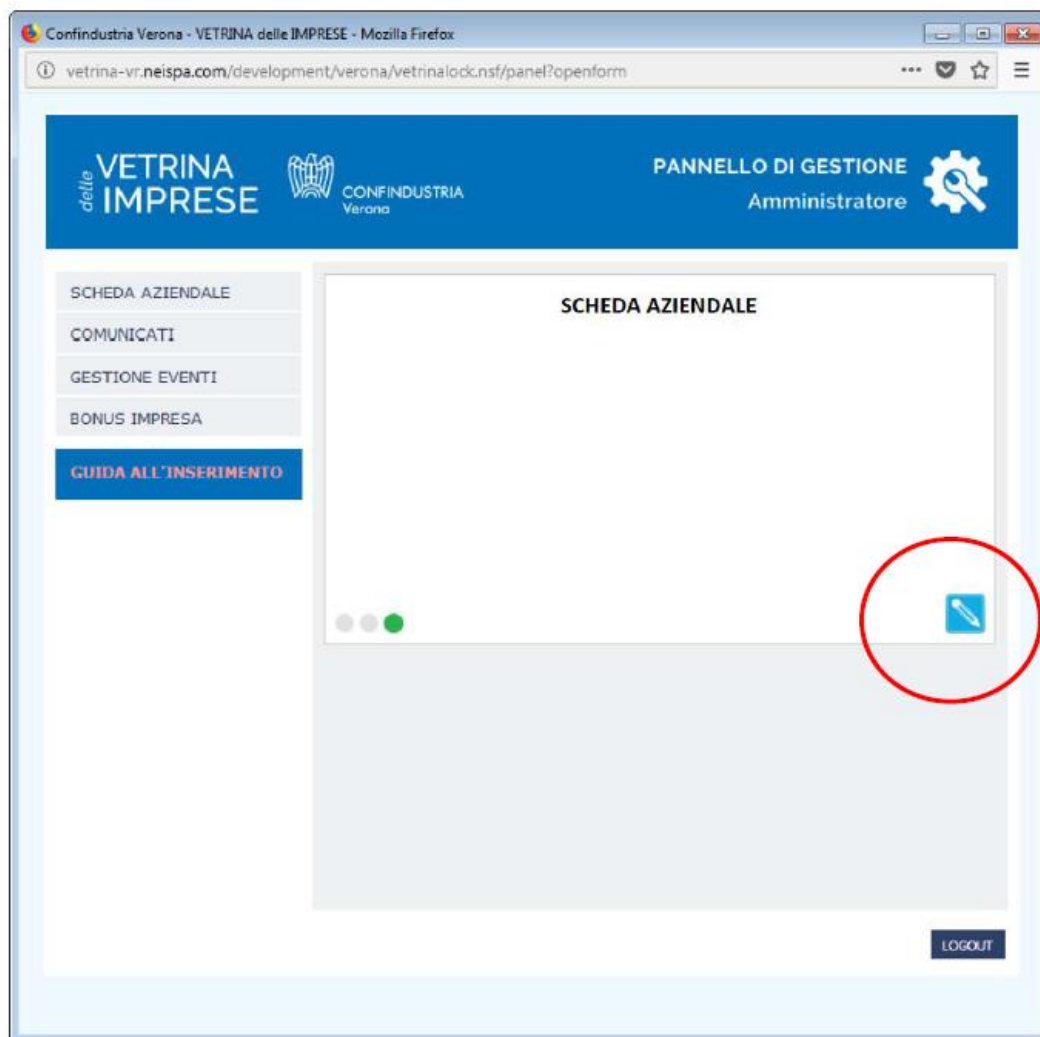 Confindustria Verona - VETRINA delle IMPRESE - Mozilla Firefox
vetrina-vr.neispa.com/development/verona/vetrinalock.nsf/panel?openform
delle VETRINA
IMPRESE
CONFINDUSTRIA
Verona
PANNELLO DI GESTIONE
Amministratore
SCHEDA AZIENDALE
COMUNICATI
GESTIONE EVENTI
BONUS IMPRESA
GUIDA ALL'INSERIMENTO
SCHEDA AZIENDALE
LOGOUT